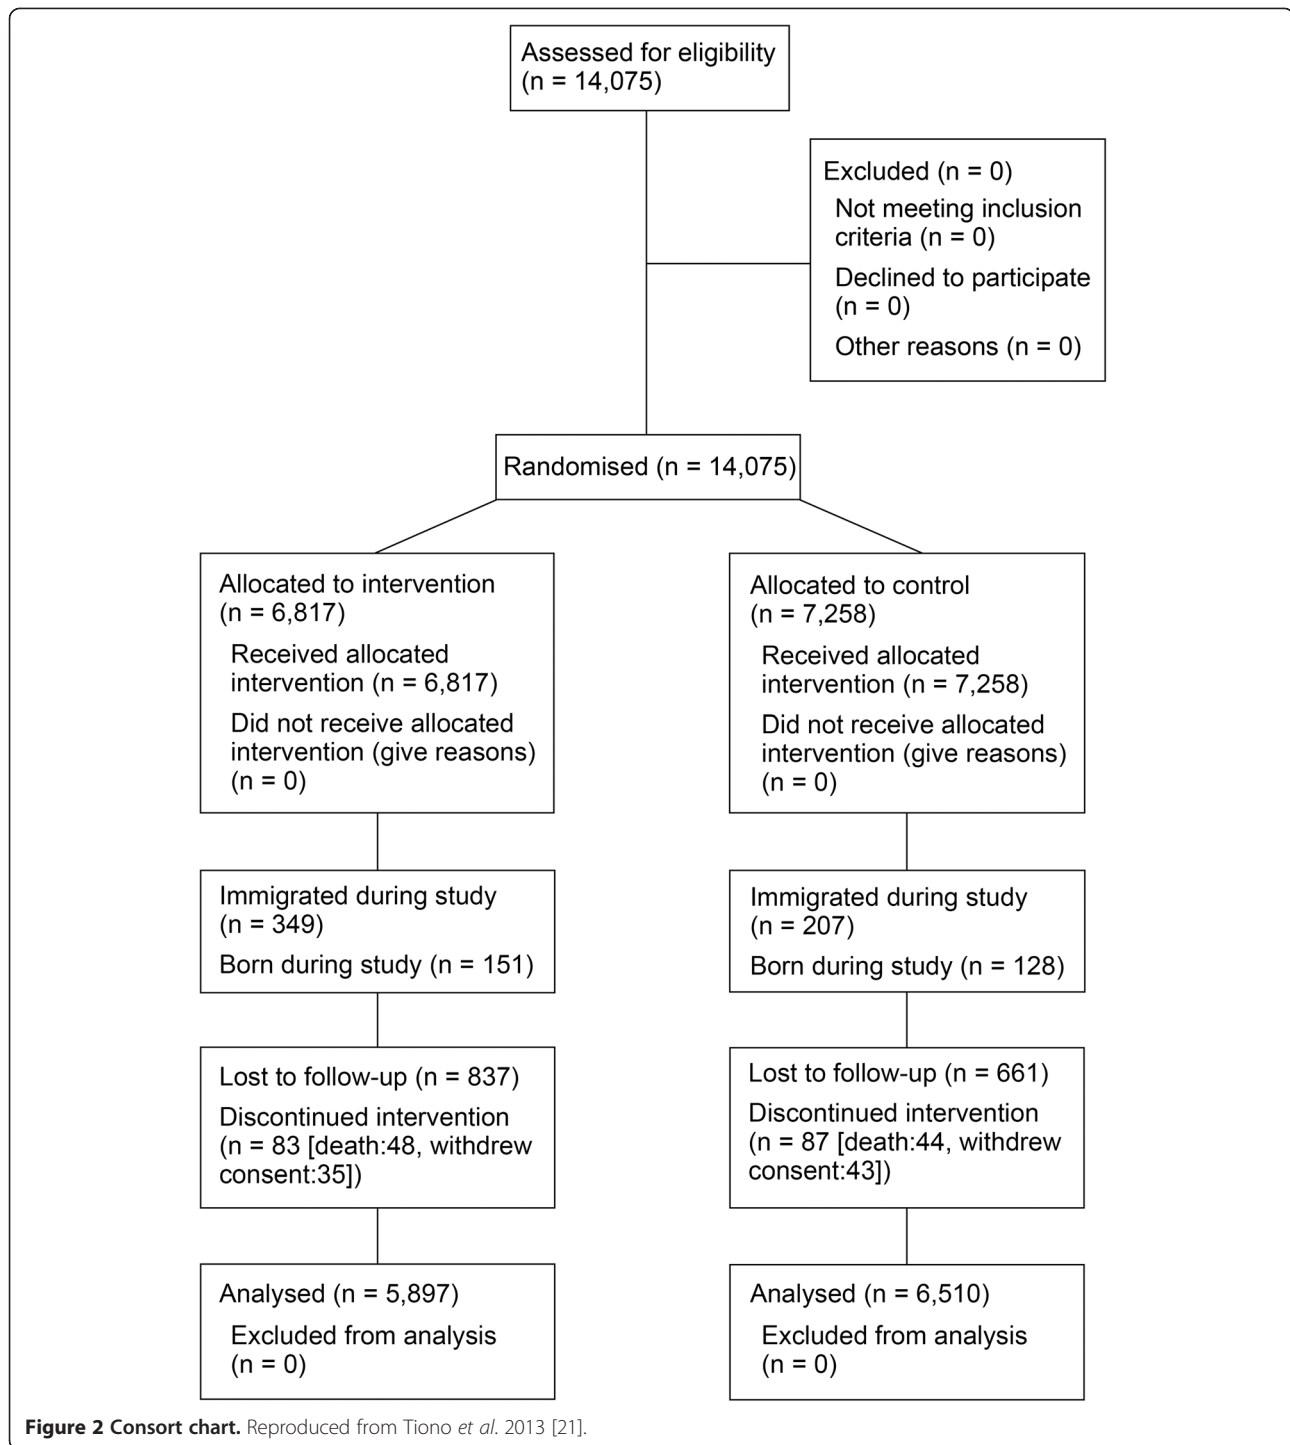 Assessed for eligibility
(n = 14,075)
Excluded (n = 0)
Not meeting inclusion
criteria (n = 0)
Declined to participate
(n = 0)
Other reasons (n = 0)
Randomised (n = 14,075)
Allocated to intervention
(n = 6,817)
Received allocated
intervention (n = 6,817)
Did not receive allocated
intervention (give reasons)
(n = 0)
Allocated to control
(n = 7,258)
Received allocated
intervention (n = 7,258)
Did not receive allocated
intervention (give reasons)
(n = 0)
Immigrated during study
(n = 349)
Born during study (n = 151)
Immigrated during study
(n = 207)
Born during study (n = 128)
Lost to follow-up (n = 837)
Discontinued intervention
(n = 83 [death:48, withdrew
consent:35])
Lost to follow-up (n = 661)
Discontinued intervention
(n = 87 [death:44, withdrew
consent:43])
Analysed (n = 5,897)
Excluded from analysis
(n = 0)
Analysed (n = 6,510)
Excluded from analysis
(n = 0)
Figure 2 Consort chart. Reproduced from Tiono et al. 2013 [21].